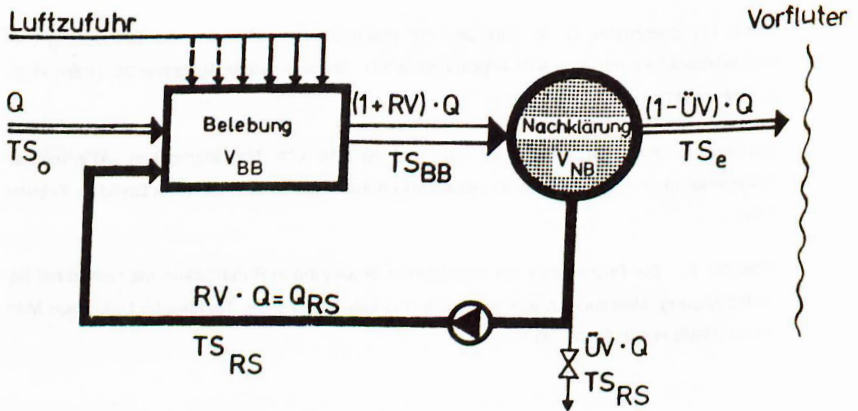 Luftzufuhr
Vorfluter
Q
TS₀
Belebung
V_BB
(1+RV)·Q
TS_BB
Nachklärung
V_NB
(1-ÜV)·Q
TS_e
RV · Q = Q_RS
TS_RS
ÜV · Q
TS_RS